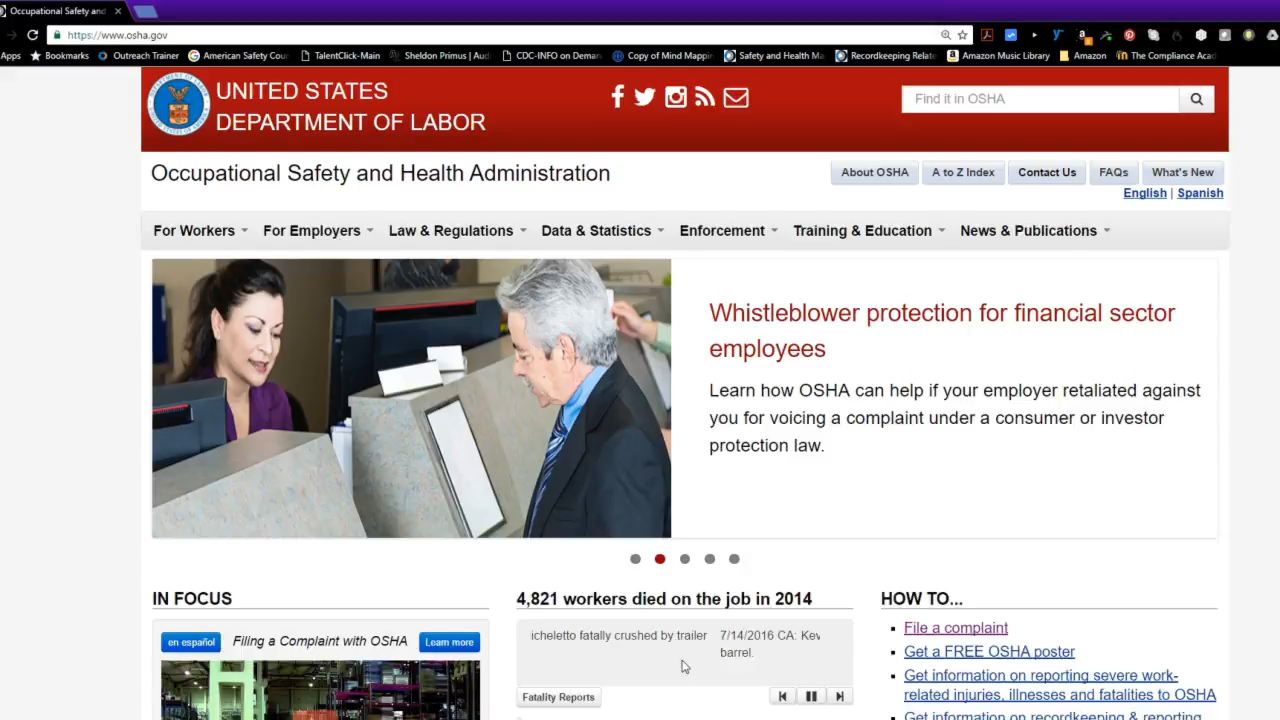 Occupational Safety and
https://www.osha.gov
Apps
Bookmarks
Outreach Trainer
American Safety Cou
TalentClick-Main
Sheldon Primus | Aud
CDC-INFO on Deman
Copy of Mind Mappi
Safety and Health Ma
Recordkeeping Relate
Amazon Music Library
Amazon
The Compliance Acad
UNITED STATES
DEPARTMENT OF LABOR
Find it in OSHA
Occupational Safety and Health Administration
About OSHA
A to Z Index
Contact Us
FAQs
What's New
English | Spanish
For Workers
For Employers
Law & Regulations
Data & Statistics
Enforcement
Training & Education
News & Publications
Whistleblower protection for financial sector
employees
Learn how OSHA can help if your employer retaliated against
you for voicing a complaint under a consumer or investor
protection law.
IN FOCUS
en español
Filing a Complaint with OSHA
Learn more
4,821 workers died on the job in 2014
icheletto fatally crushed by trailer
7/14/2016 CA: Kev
barrel.
Fatality Reports
HOW TO...
File a complaint
Get a FREE OSHA poster
Get information on reporting severe work-
related injuries, illnesses and fatalities to OSHA
Get information on recordkeeping & reporting